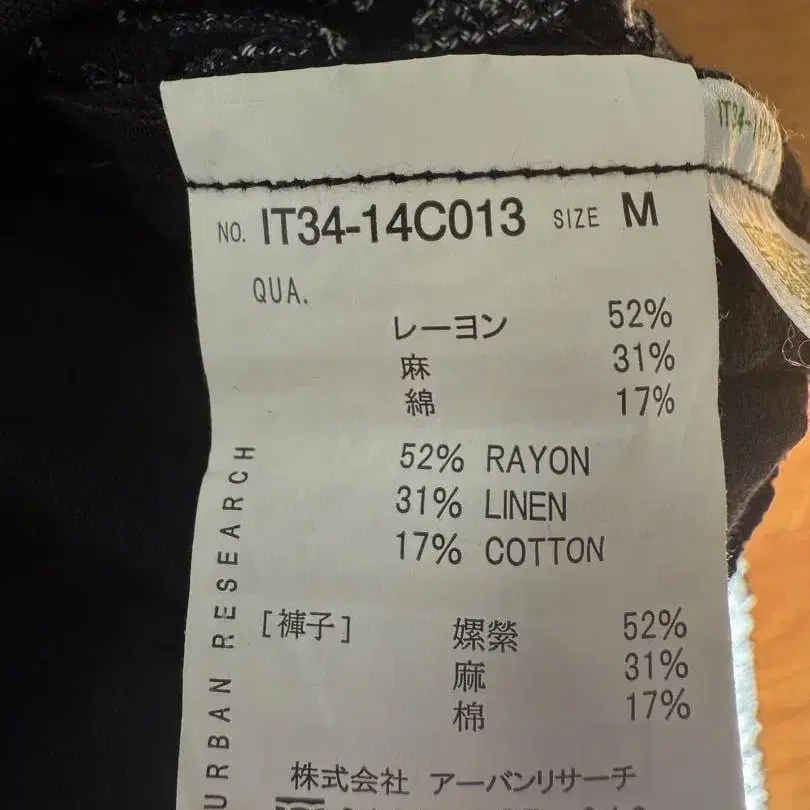 NO. IT34-14C013 SIZE M
QUA.
レーヨン 52%
麻 31%
綿 17%
52% RAYON
31% LINEN
17% COTTON
[褲子] 嫘縈 52%
麻 31%
棉 17%
株式会社 アーバンリサーチ
URBAN RESEARCH